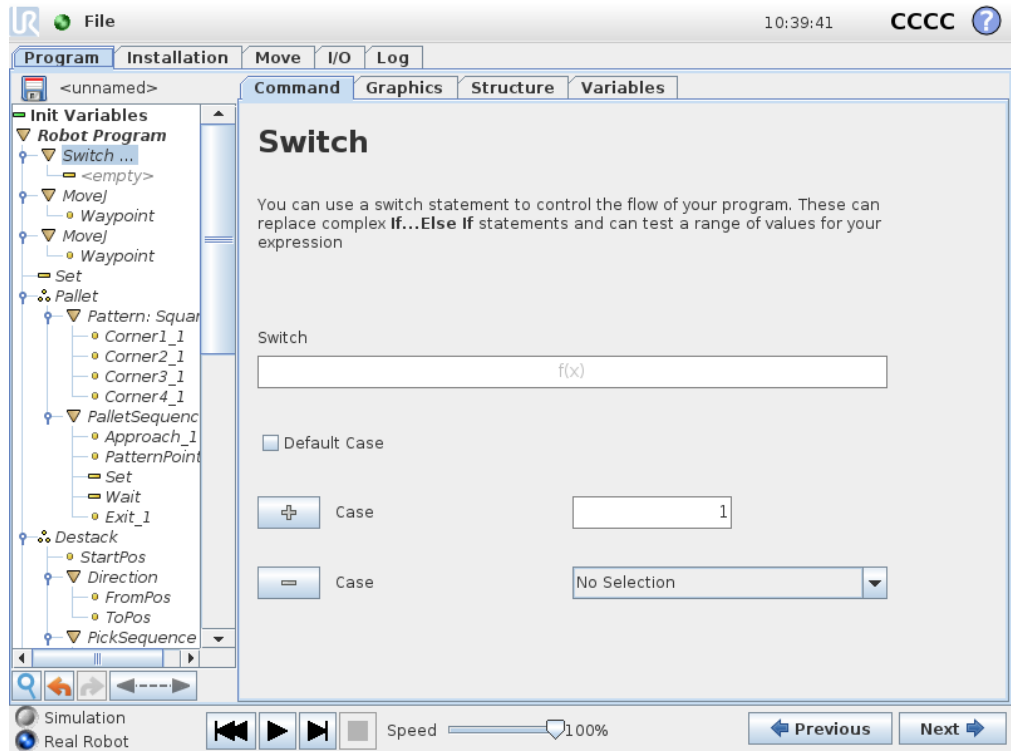 UR File 10:39:41 CCCC ?
Program Installation Move I/O Log
<unnamed> Command Graphics Structure Variables
Init Variables
Robot Program
Switch ...
<empty>
MoveJ
Waypoint
MoveJ
Waypoint
Set
Pallet
Pattern: Squar
Corner1_1
Corner2_1
Corner3_1
Corner4_1
PalletSequenc
Approach_1
PatternPoint
Set
Wait
Exit_1
Destack
StartPos
Direction
FromPos
ToPos
PickSequence
Switch
You can use a switch statement to control the flow of your program. These can
replace complex If...Else If statements and can test a range of values for your
expression
Switch
f(x)
Default Case
Case 1
Case No Selection
Simulation
Real Robot
Speed 100%
Previous Next